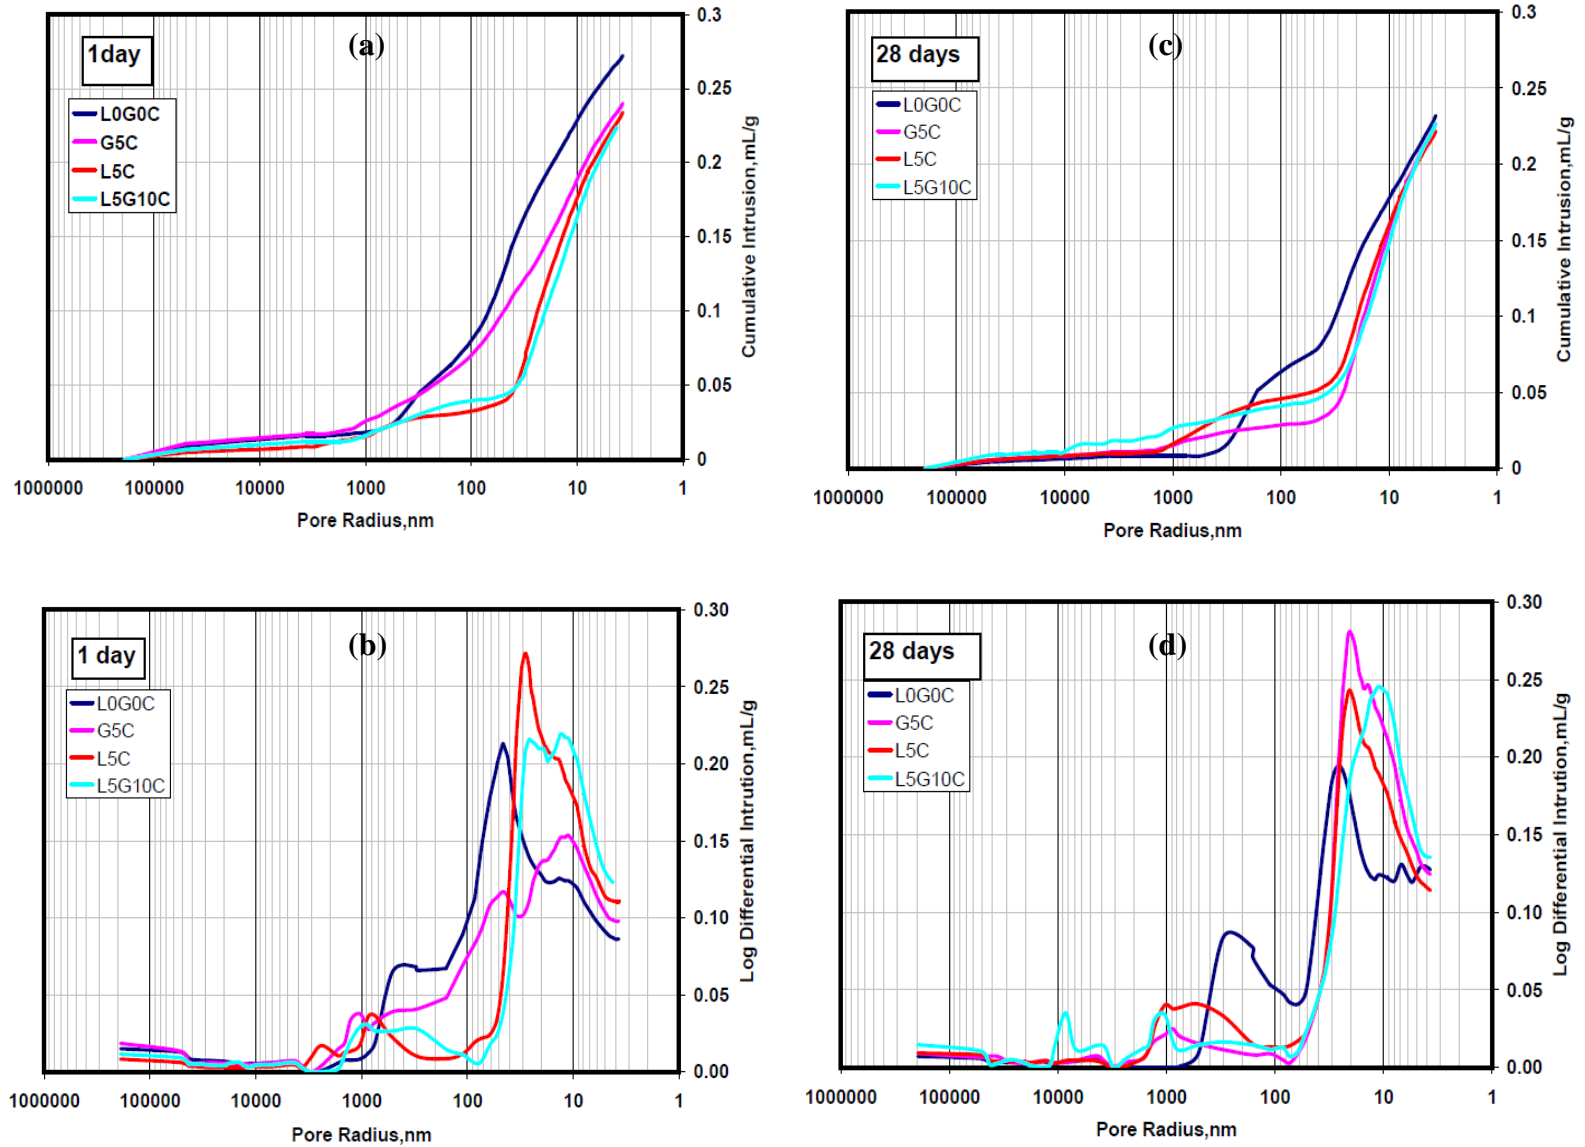 1day
(a)
L0G0C
G5C
L5C
L5G10C
0.3
0.25
0.2
0.15
0.1
0.05
0
Cumulative Intrusion,mL/g
1000000 100000 10000 1000 100 10 1
Pore Radius,nm
28 days
(c)
L0G0C
G5C
L5C
L5G10C
0.3
0.25
0.2
0.15
0.1
0.05
0
Cumulative Intrusion,mL/g
1000000 100000 10000 1000 100 10 1
Pore Radius,nm
1 day
(b)
L0G0C
G5C
L5C
L5G10C
0.30
0.25
0.20
0.15
0.10
0.05
0.00
Log Differential Intrution,mL/g
1000000 100000 10000 1000 100 10 1
Pore Radius,nm
28 days
(d)
L0G0C
G5C
L5C
L5G10C
0.30
0.25
0.20
0.15
0.10
0.05
0.00
Log Differential Intrution,mL/g
1000000 100000 10000 1000 100 10 1
Pore Radius,nm